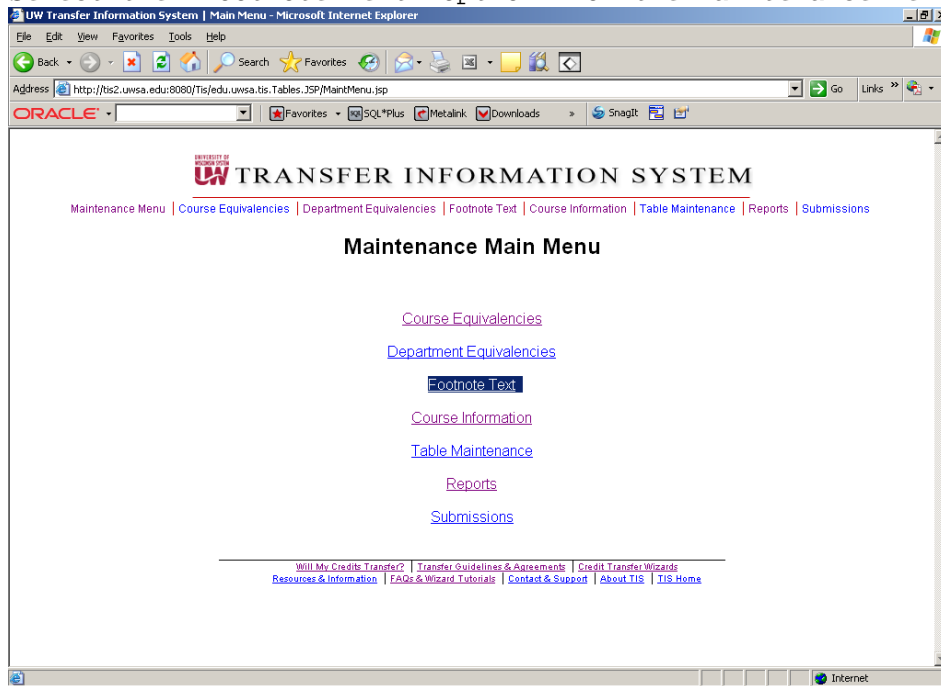 UW Transfer Information System | Main Menu - Microsoft Internet Explorer
File Edit View Favorites Tools Help
Back Search Favorites
Address http://tis2.uwsa.edu:8080/Tis/edu.uwsa.tis.Tables.JSP/MaintMenu.jsp Go Links »
ORACLE Favorites SQL*Plus Metalink Downloads » SnagIt
UNIVERSITY OF WISCONSIN SYSTEM
UW TRANSFER INFORMATION SYSTEM
Maintenance Menu | Course Equivalencies | Department Equivalencies | Footnote Text | Course Information | Table Maintenance | Reports | Submissions
Maintenance Main Menu
Course Equivalencies
Department Equivalencies
Footnote Text
Course Information
Table Maintenance
Reports
Submissions
Will My Credits Transfer? | Transfer Guidelines & Agreements | Credit Transfer Wizards
Resources & Information | FAQs & Wizard Tutorials | Contact & Support | About TIS | TIS Home
Internet